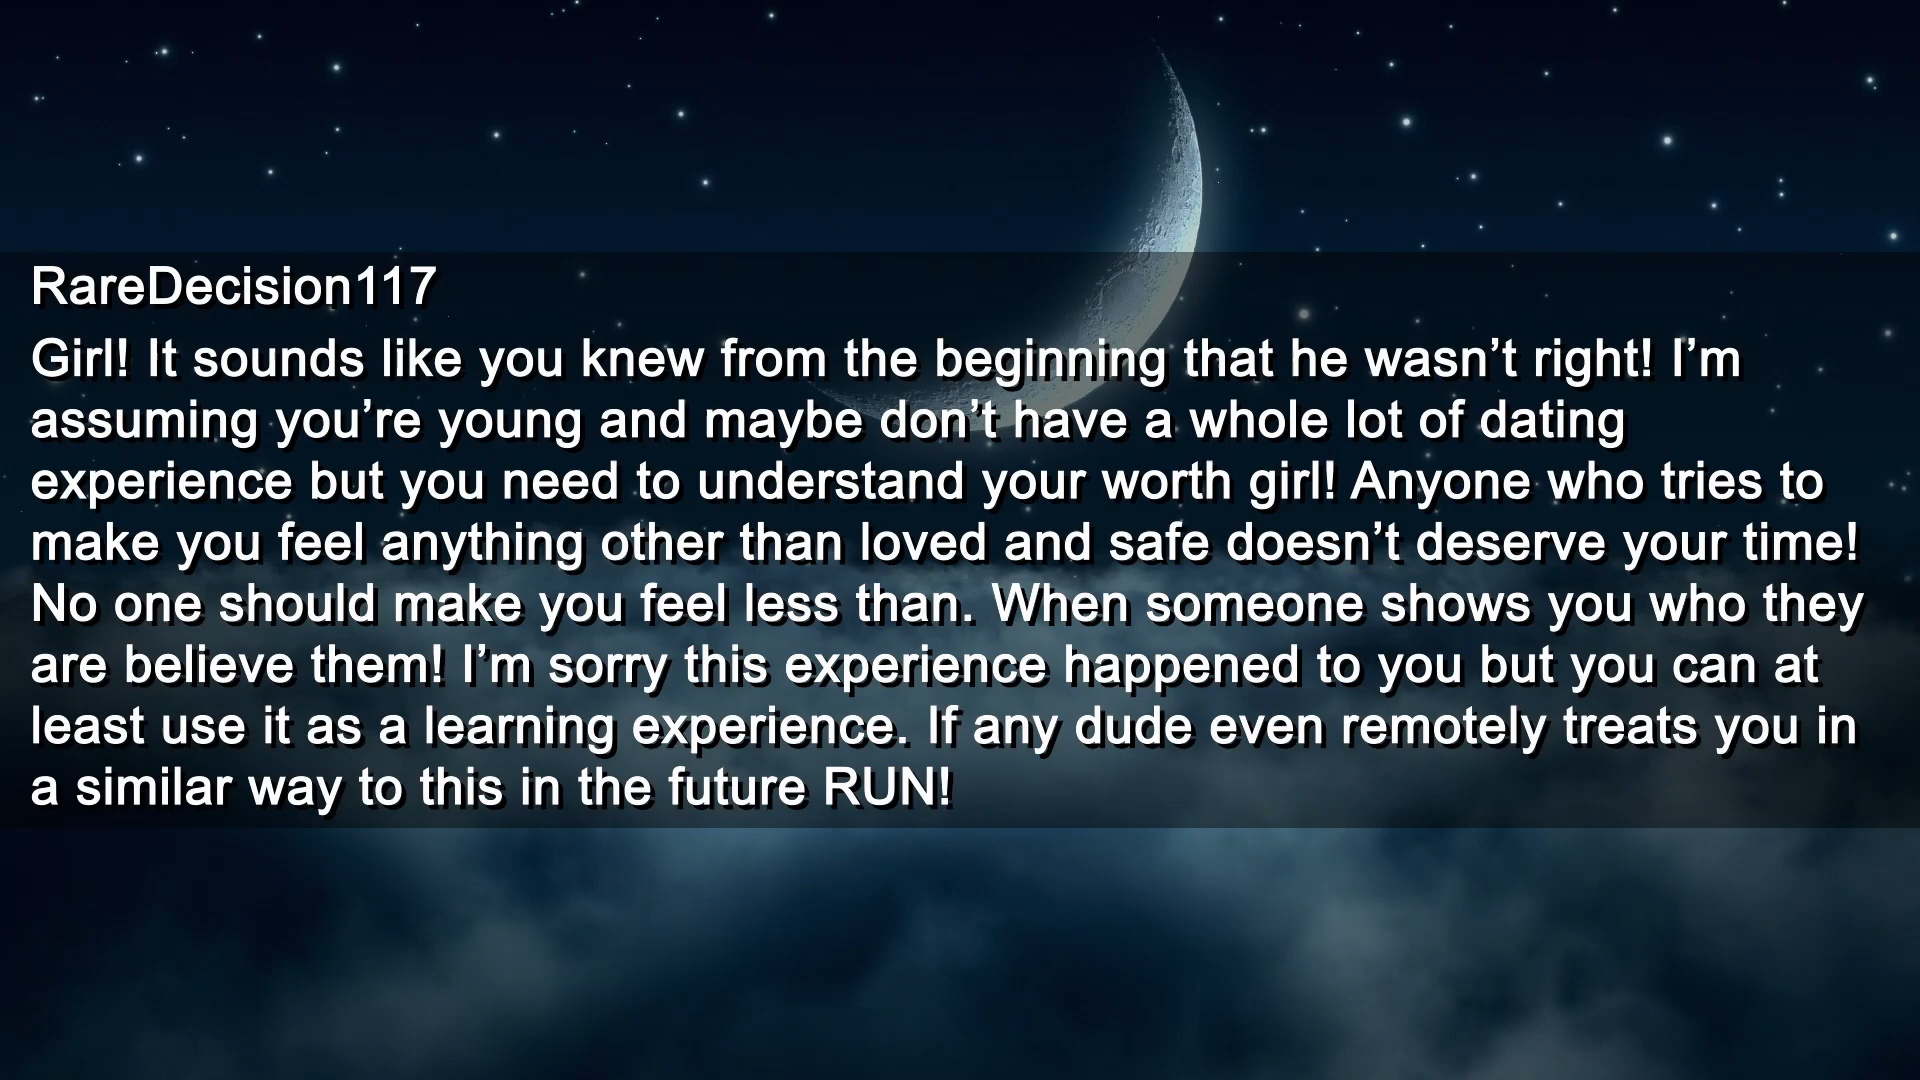 RareDecision117
Girl! It sounds like you knew from the beginning that he wasn’t right! I’m
assuming you’re young and maybe don’t have a whole lot of dating
experience but you need to understand your worth girl! Anyone who tries to
make you feel anything other than loved and safe doesn’t deserve your time!
No one should make you feel less than. When someone shows you who they
are believe them! I’m sorry this experience happened to you but you can at
least use it as a learning experience. If any dude even remotely treats you in
a similar way to this in the future RUN!